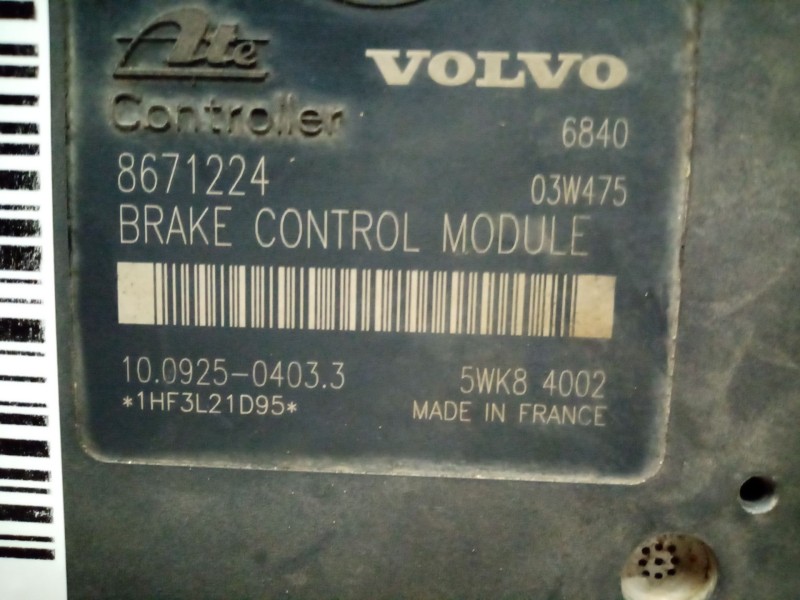 Ate VOLVO
Controller 6840
8671224 03W475
BRAKE CONTROL MODULE
10.0925-0403.3 5WK8 4002
*1HF3L21D95* MADE IN FRANCE